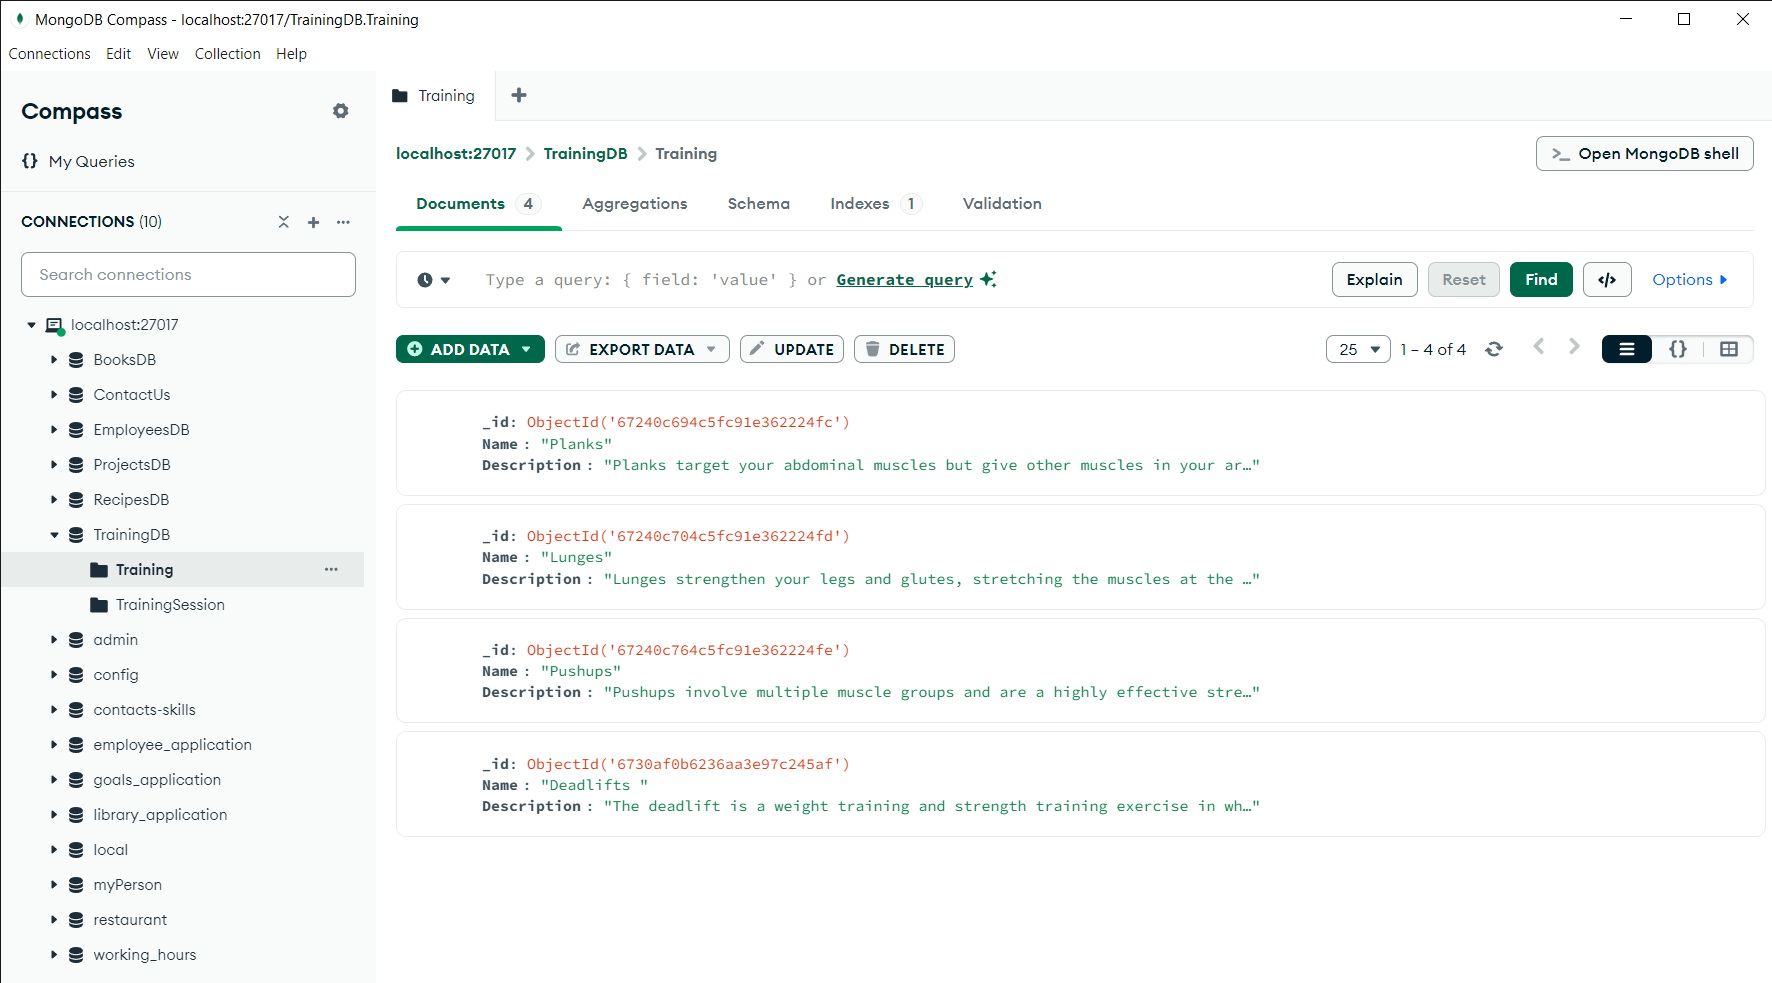 MongoDB Compass - localhost:27017/TrainingDB.Training
Connections Edit View Collection Help
Compass
{} My Queries
CONNECTIONS (10)
Search connections
localhost:27017
BooksDB
ContactUs
EmployeesDB
ProjectsDB
RecipesDB
TrainingDB
Training
TrainingSession
admin
config
contacts-skills
employee_application
goals_application
library_application
local
myPerson
restaurant
working_hours
Training
localhost:27017 > TrainingDB > Training
>_ Open MongoDB shell
Documents 4 Aggregations Schema Indexes 1 Validation
Type a query: { field: 'value' } or Generate query
Explain Reset Find </> Options
ADD DATA EXPORT DATA UPDATE DELETE
25 1 – 4 of 4 {}
_id: ObjectId('67240c694c5fc91e362224fc')
Name : "Planks"
Description : "Planks target your abdominal muscles but give other muscles in your ar…"
_id: ObjectId('67240c704c5fc91e362224fd')
Name : "Lunges"
Description : "Lunges strengthen your legs and glutes, stretching the muscles at the …"
_id: ObjectId('67240c764c5fc91e362224fe')
Name : "Pushups"
Description : "Pushups involve multiple muscle groups and are a highly effective stre…"
_id: ObjectId('6730af0b6236aa3e97c245af')
Name : "Deadlifts "
Description : "The deadlift is a weight training and strength training exercise in wh…"